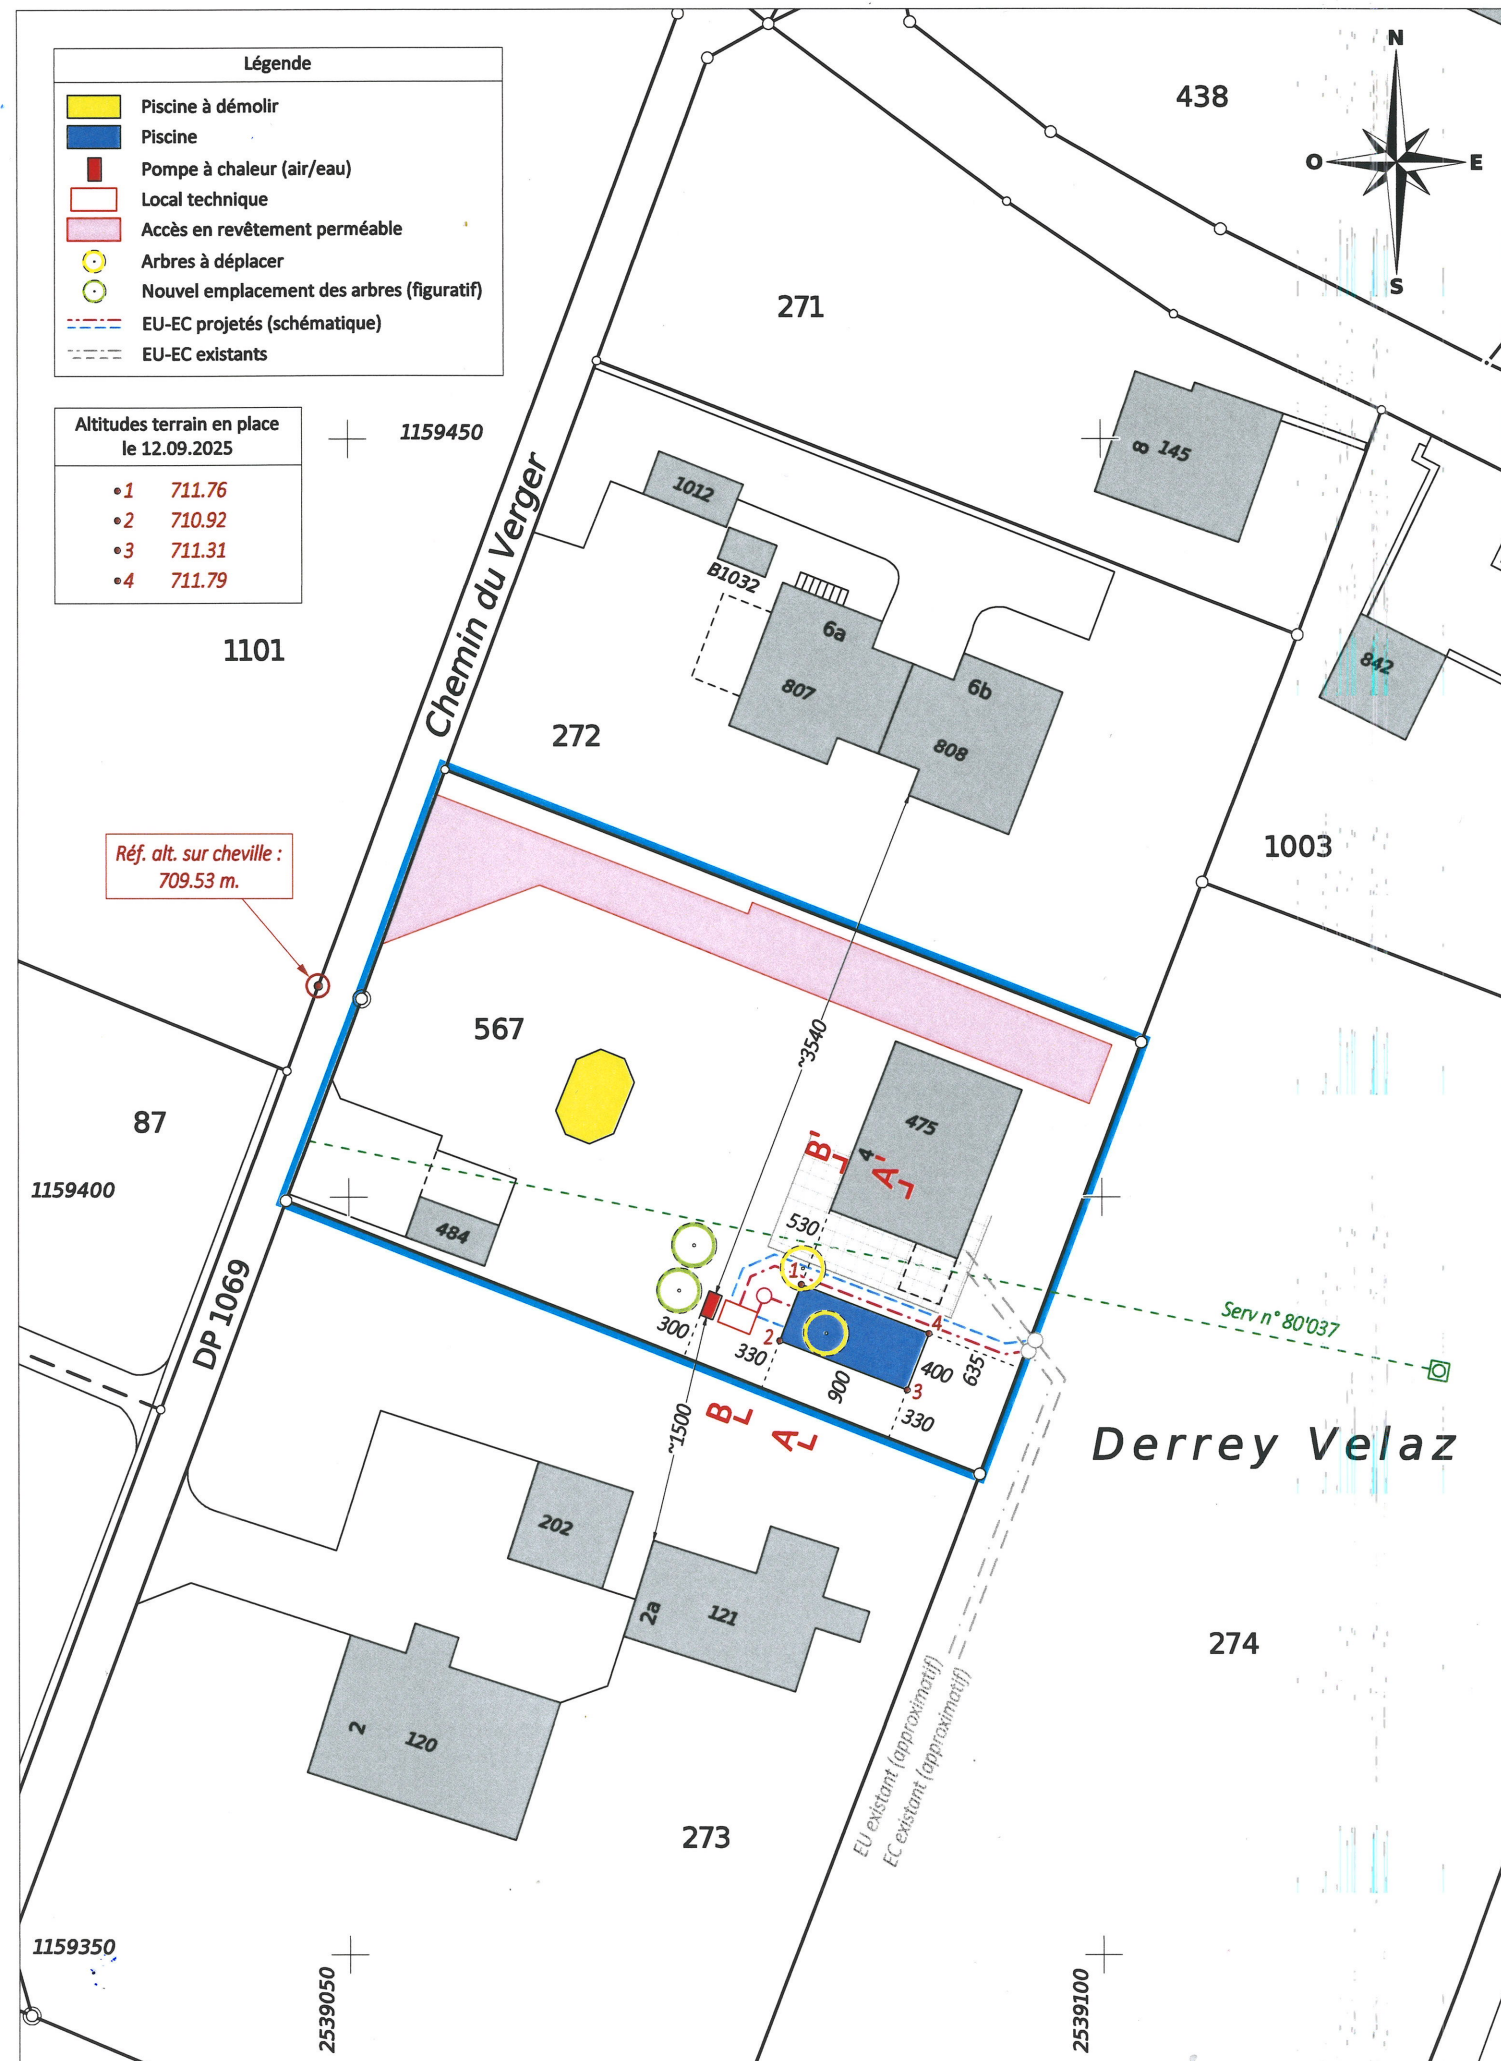 Légende
Piscine à démolir
Piscine
Pompe à chaleur (air/eau)
Local technique
Accès en revêtement perméable
Arbres à déplacer
Nouvel emplacement des arbres (figuratif)
EU-EC projetés (schématique)
EU-EC existants
N
O
E
S
438
271
Altitudes terrain en place
le 12.09.2025
1 711.76
2 710.92
3 711.31
4 711.79
1159450
8 145
1012
B1032
Chemin du Verger
1101
6a
807
6b
808
842
272
1003
Réf. alt. sur cheville :
709.53 m.
567
~3540
87
475
4
B'
A'
1159400
484
530
1
2
3
4
300
330
900
400
635
330
Serv n° 80'037
DP 1069
B
A
~1500
Derrey Velaz
202
2a
121
274
2
120
EU existant (approximatif)
EC existant (approximatif)
273
1159350
2539050
2539100